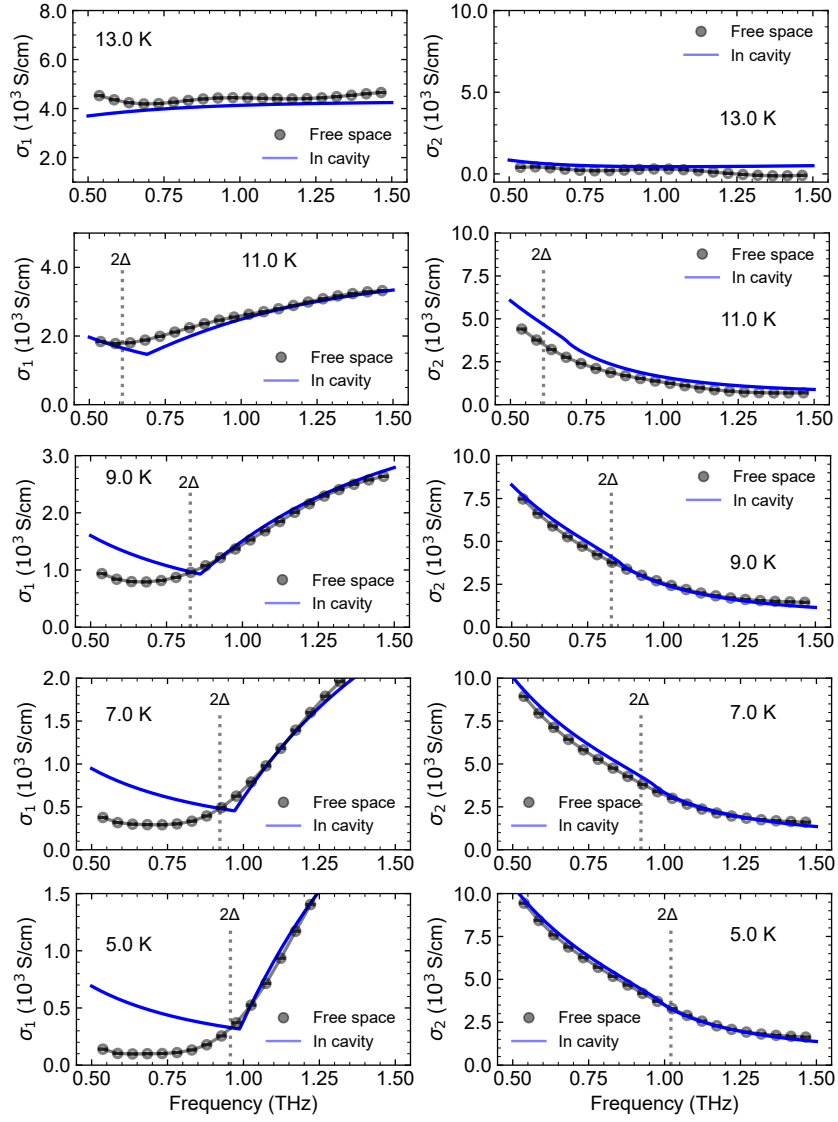 8.0
6.0
4.0
2.0
σ₁ (10³ S/cm)
13.0 K
Free space
In cavity
0.50 0.75 1.00 1.25 1.50
10.0
5.0
0.0
σ₂ (10³ S/cm)
Free space
In cavity
13.0 K
0.50 0.75 1.00 1.25 1.50
4.0
2.0
0.0
σ₁ (10³ S/cm)
2Δ
11.0 K
Free space
In cavity
0.50 0.75 1.00 1.25 1.50
10.0
7.5
5.0
2.5
0.0
σ₂ (10³ S/cm)
2Δ
Free space
In cavity
11.0 K
0.50 0.75 1.00 1.25 1.50
3.0
2.0
1.0
0.0
σ₁ (10³ S/cm)
9.0 K
2Δ
Free space
In cavity
0.50 0.75 1.00 1.25 1.50
10.0
7.5
5.0
2.5
0.0
σ₂ (10³ S/cm)
2Δ
Free space
In cavity
9.0 K
0.50 0.75 1.00 1.25 1.50
2.0
1.5
1.0
0.5
0.0
σ₁ (10³ S/cm)
7.0 K
2Δ
Free space
In cavity
0.50 0.75 1.00 1.25 1.50
10.0
7.5
5.0
2.5
0.0
σ₂ (10³ S/cm)
2Δ
7.0 K
Free space
In cavity
0.50 0.75 1.00 1.25 1.50
1.5
1.0
0.5
0.0
σ₁ (10³ S/cm)
5.0 K
2Δ
Free space
In cavity
0.50 0.75 1.00 1.25 1.50
Frequency (THz)
10.0
7.5
5.0
2.5
0.0
σ₂ (10³ S/cm)
2Δ
5.0 K
Free space
In cavity
0.50 0.75 1.00 1.25 1.50
Frequency (THz)